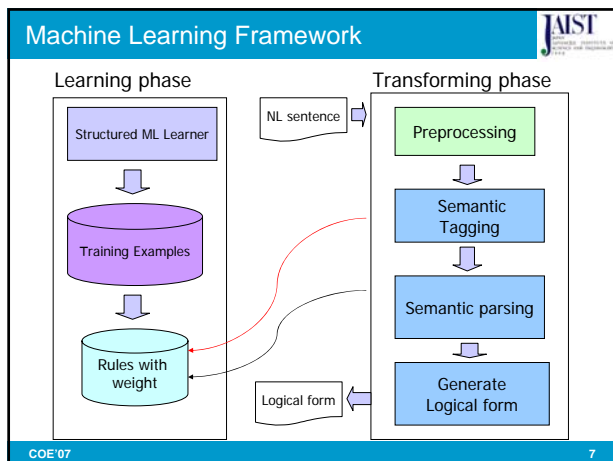 Machine Learning Framework
JAIST
Learning phase
Transforming phase
Structured ML Learner
Training Examples
Rules with
weight
NL sentence
Preprocessing
Semantic
Tagging
Semantic parsing
Generate
Logical form
Logical form
COE'07
7